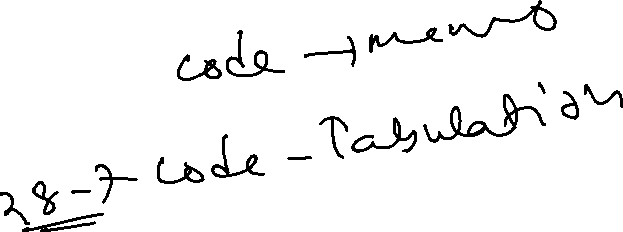 code → memo
28-7 code - Tabulation